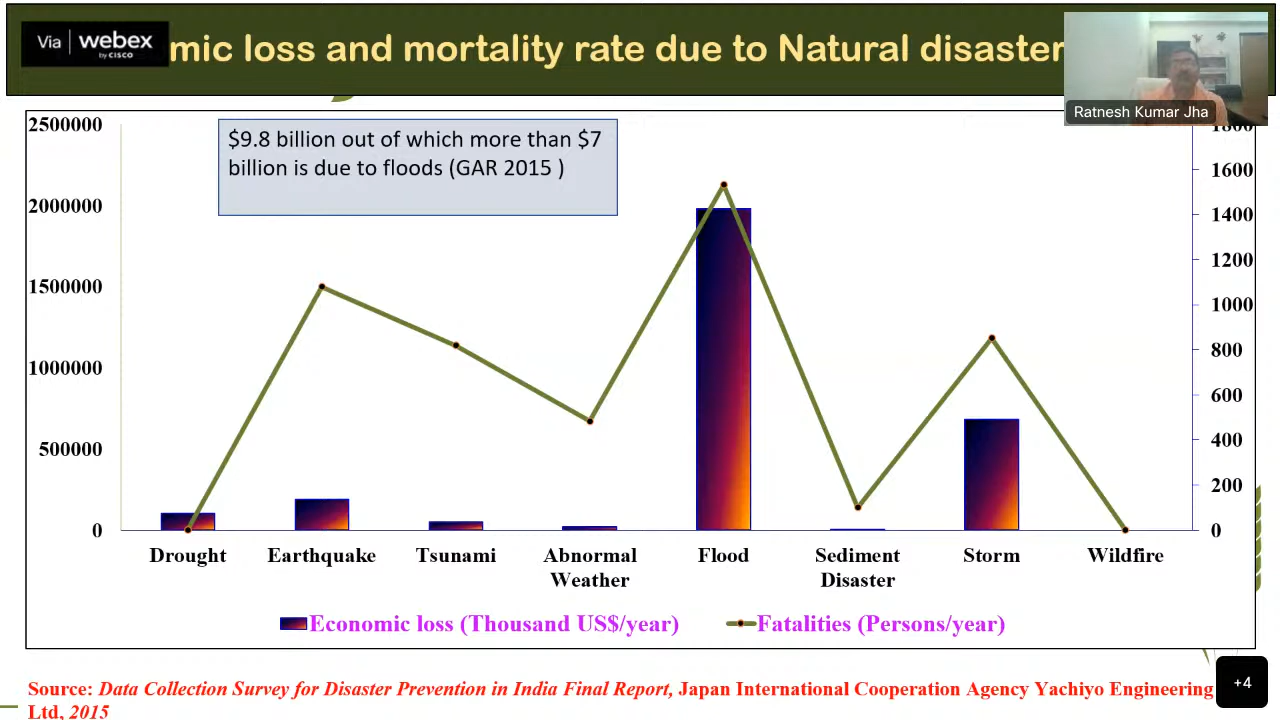 Via webex
by CISCO
mic loss and mortality rate due to Natural disaster
Ratnesh Kumar Jha
$9.8 billion out of which more than $7
billion is due to floods (GAR 2015 )
2500000
2000000
1500000
1000000
500000
0
1800
1600
1400
1200
1000
800
600
400
200
0
Drought Earthquake Tsunami Abnormal Flood Sediment Storm Wildfire
Weather Disaster
Economic loss (Thousand US$/year) Fatalities (Persons/year)
Source: Data Collection Survey for Disaster Prevention in India Final Report, Japan International Cooperation Agency Yachiyo Engineering
Ltd, 2015
+4